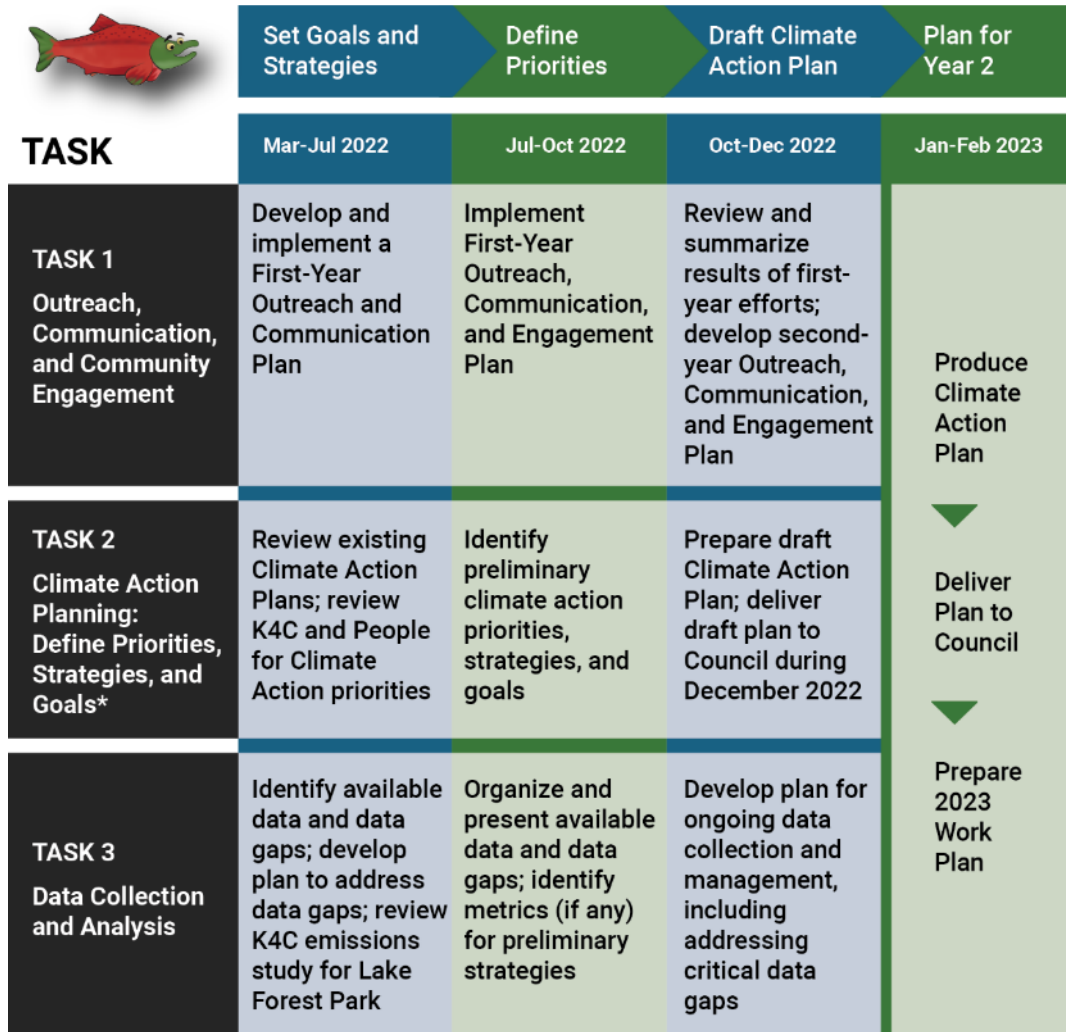 Set Goals and
Strategies
Define
Priorities
Draft Climate
Action Plan
Plan for
Year 2
TASK
Mar-Jul 2022
Jul-Oct 2022
Oct-Dec 2022
Jan-Feb 2023
TASK 1
Outreach,
Communication,
and Community
Engagement
Develop and
implement a
First-Year
Outreach and
Communication
Plan
Implement
First-Year
Outreach,
Communication,
and Engagement
Plan
Review and
summarize
results of first-
year efforts;
develop second-
year Outreach,
Communication,
and Engagement
Plan
TASK 2
Climate Action
Planning:
Define Priorities,
Strategies, and
Goals*
Review existing
Climate Action
Plans; review
K4C and People
for Climate
Action priorities
Identify
preliminary
climate action
priorities,
strategies, and
goals
Prepare draft
Climate Action
Plan; deliver
draft plan to
Council during
December 2022
TASK 3
Data Collection
and Analysis
Identify available
data and data
gaps; develop
plan to address
data gaps; review
K4C emissions
study for Lake
Forest Park
Organize and
present available
data and data
gaps; identify
metrics (if any)
for preliminary
strategies
Develop plan for
ongoing data
collection and
management,
including
addressing
critical data
gaps
Produce
Climate
Action
Plan
Deliver
Plan to
Council
Prepare
2023
Work
Plan